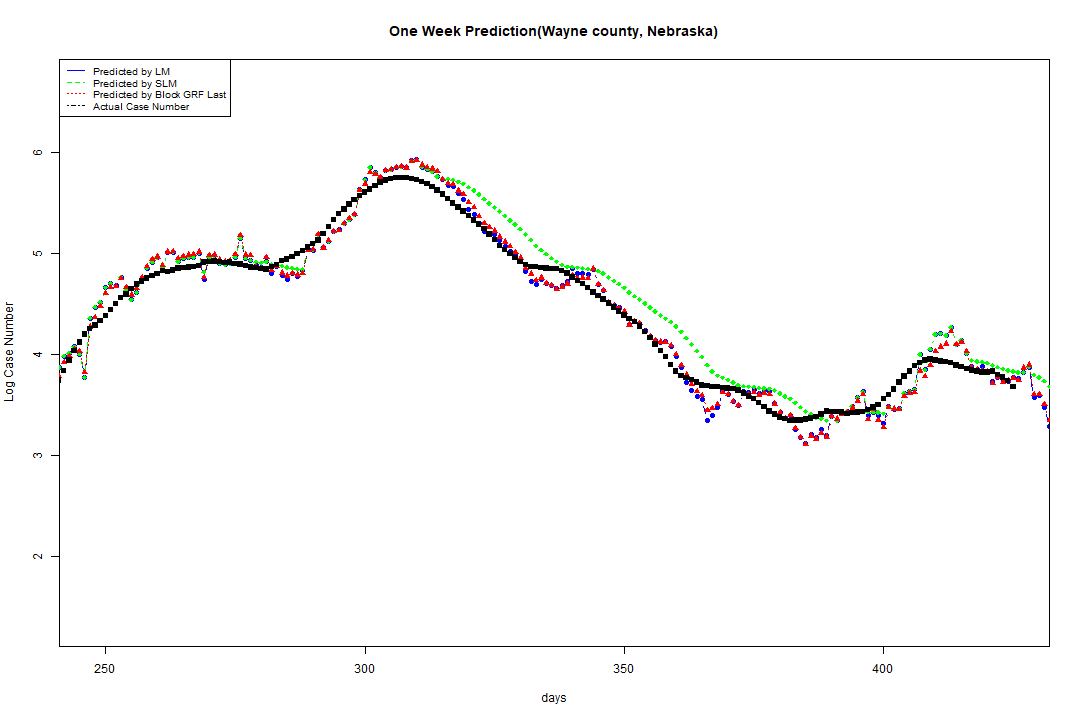 One Week Prediction(Wayne county, Nebraska)
Predicted by LM
Predicted by SLM
Predicted by Block GRF Last
Actual Case Number
Log Case Number
6
5
4
3
2
250
300
350
400
days